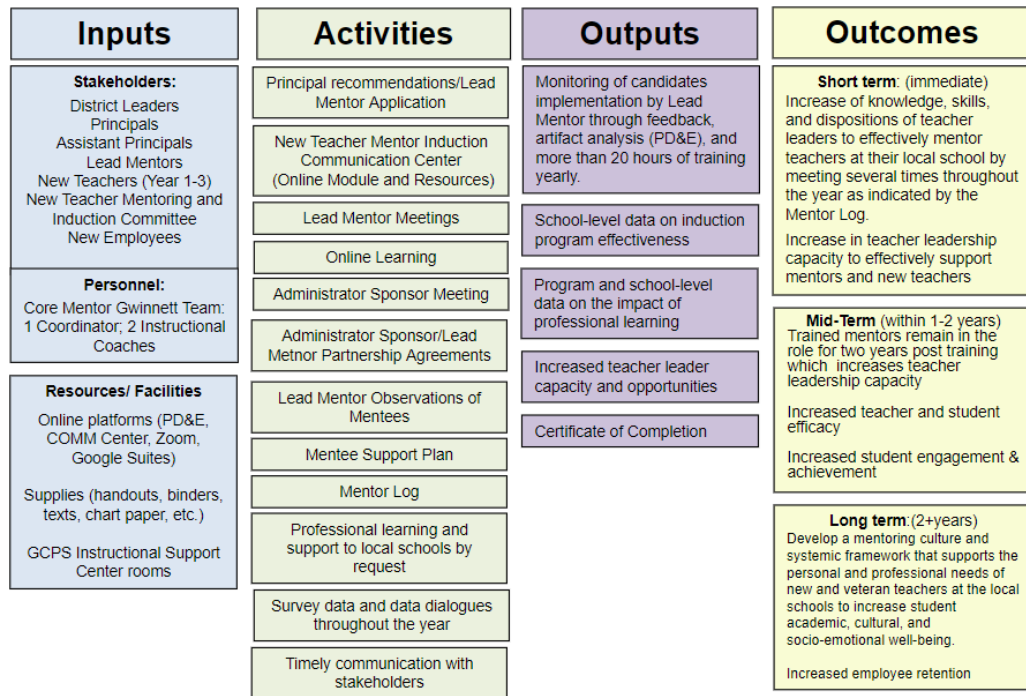 Inputs
Stakeholders:
District Leaders
Principals
Assistant Principals
Lead Mentors
New Teachers (Year 1-3)
New Teacher Mentoring and
Induction Committee
New Employees
Personnel:
Core Mentor Gwinnett Team:
1 Coordinator; 2 Instructional
Coaches
Resources/ Facilities
Online platforms (PD&E,
COMM Center, Zoom,
Google Suites)
Supplies (handouts, binders,
texts, chart paper, etc.)
GCPS Instructional Support
Center rooms
Activities
Principal recommendations/Lead
Mentor Application
New Teacher Mentor Induction
Communication Center
(Online Module and Resources)
Lead Mentor Meetings
Online Learning
Administrator Sponsor Meeting
Administrator Sponsor/Lead
Metnor Partnership Agreements
Lead Mentor Observations of
Mentees
Mentee Support Plan
Mentor Log
Professional learning and
support to local schools by
request
Survey data and data dialogues
throughout the year
Timely communication with
stakeholders
Outputs
Monitoring of candidates
implementation by Lead
Mentor through feedback,
artifact analysis (PD&E), and
more than 20 hours of training
yearly.
School-level data on induction
program effectiveness
Program and school-level
data on the impact of
professional learning
Increased teacher leader
capacity and opportunities
Certificate of Completion
Outcomes
Short term: (immediate)
Increase of knowledge, skills,
and dispositions of teacher
leaders to effectively mentor
teachers at their local school by
meeting several times throughout
the year as indicated by the
Mentor Log.
Increase in teacher leadership
capacity to effectively support
mentors and new teachers
Mid-Term (within 1-2 years)
Trained mentors remain in the
role for two years post training
which increases teacher
leadership capacity
Increased teacher and student
efficacy
Increased student engagement &
achievement
Long term:(2+years)
Develop a mentoring culture and
systemic framework that supports the
personal and professional needs of
new and veteran teachers at the local
schools to increase student
academic, cultural, and
socio-emotional well-being.
Increased employee retention